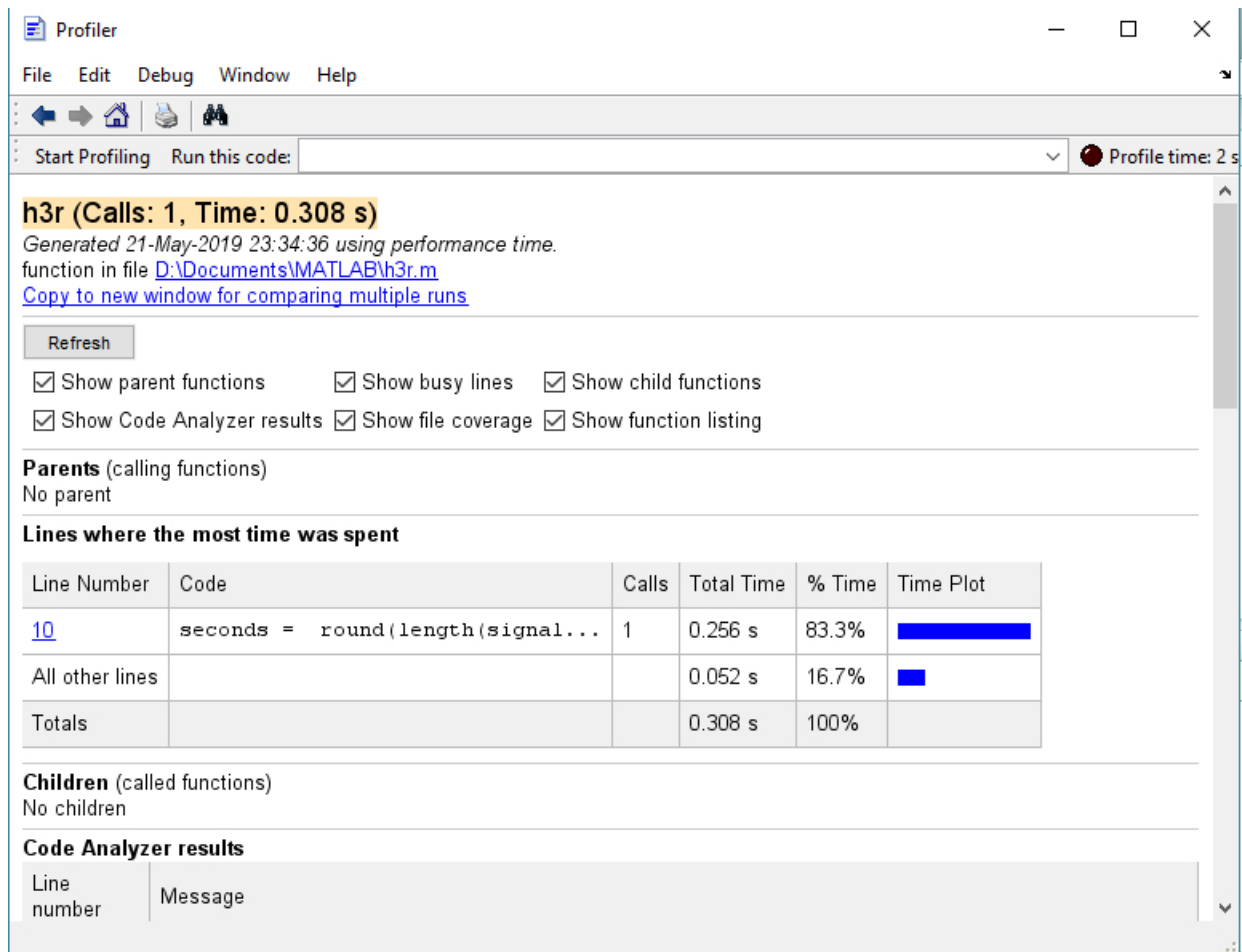 Profiler
File Edit Debug Window Help
Start Profiling Run this code: Profile time: 2 s
h3r (Calls: 1, Time: 0.308 s)
Generated 21-May-2019 23:34:36 using performance time.
function in file D:\Documents\MATLAB\h3r.m
Copy to new window for comparing multiple runs
Refresh
Show parent functions Show busy lines Show child functions
Show Code Analyzer results Show file coverage Show function listing
Parents (calling functions)
No parent
Lines where the most time was spent
Line Number Code Calls Total Time % Time Time Plot
10 seconds = round(length(signal... 1 0.256 s 83.3%
All other lines 0.052 s 16.7%
Totals 0.308 s 100%
Children (called functions)
No children
Code Analyzer results
Line number Message